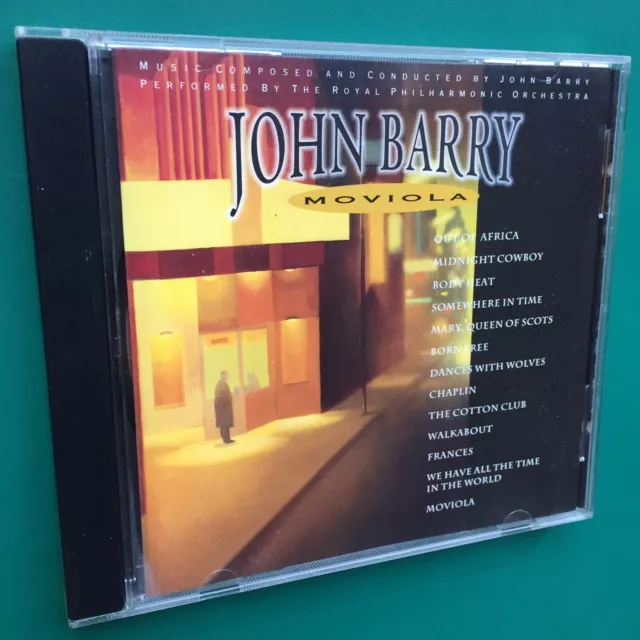 MUSIC COMPOSED AND CONDUCTED BY JOHN BARRY
PERFORMED BY THE ROYAL PHILHARMONIC ORCHESTRA
JOHN BARRY
MOVIOLA
OUT OF AFRICA
MIDNIGHT COWBOY
BODY HEAT
SOMEWHERE IN TIME
MARY, QUEEN OF SCOTS
BORN FREE
DANCES WITH WOLVES
CHAPLIN
THE COTTON CLUB
WALKABOUT
FRANCES
WE HAVE ALL THE TIME
IN THE WORLD
MOVIOLA